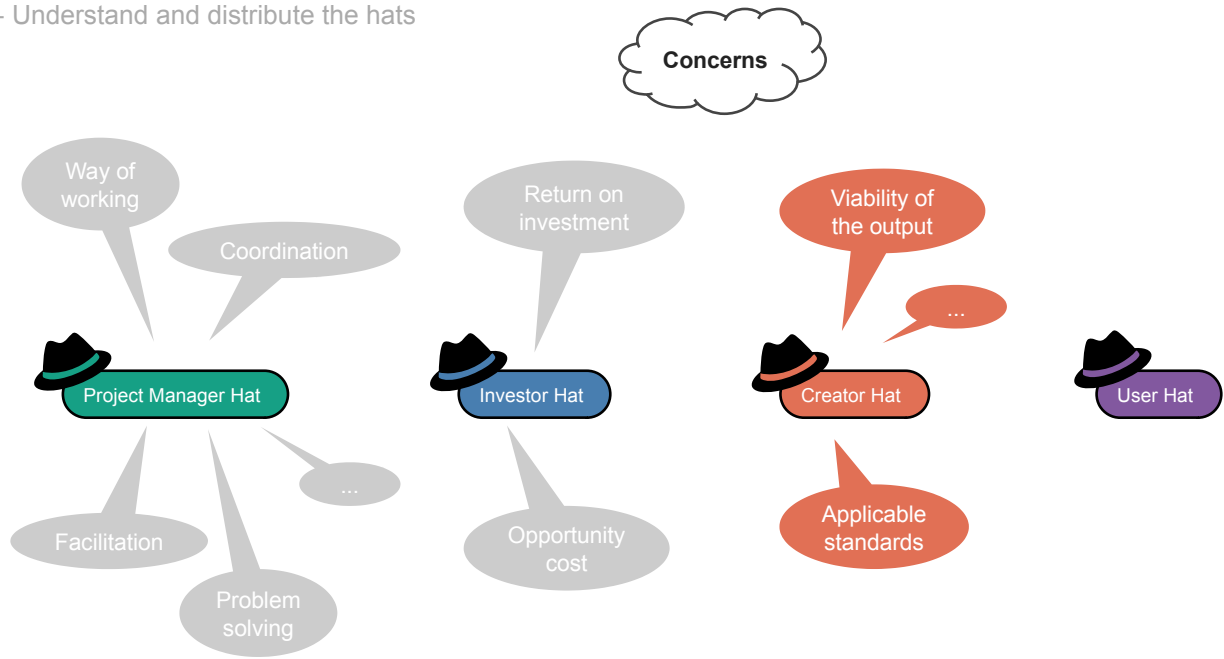 - Understand and distribute the hats
Concerns
Way of
working
Coordination
Return on
investment
Viability of
the output
...
Project Manager Hat
Investor Hat
Creator Hat
User Hat
...
Facilitation
Problem
solving
Opportunity
cost
Applicable
standards